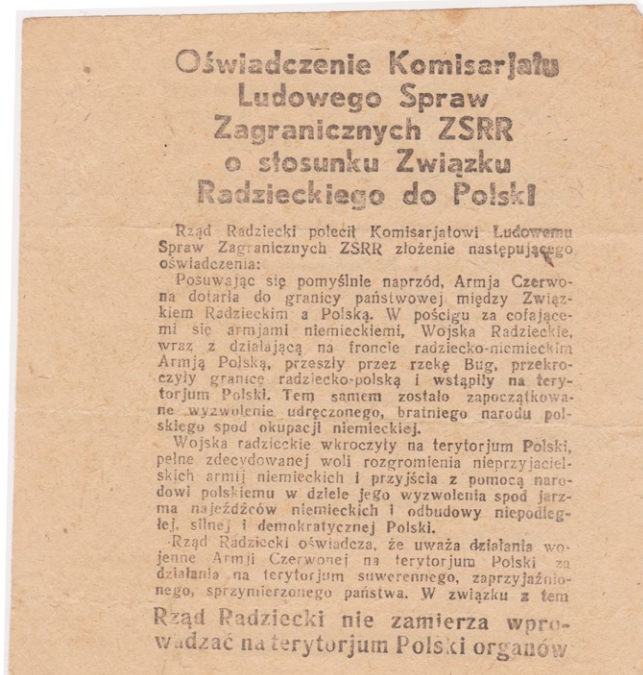 Oświadczenie Komisarjatu
Ludowego Spraw
Zagranicznych ZSRR
o stosunku Związku
Radzieckiego do Polski
Rząd Radziecki polecił Komisarjatowi Ludowemu
Spraw Zagranicznych ZSRR złożenie następującego
oświadczenia:
Posuwając się pomyślnie naprzód, Armja Czerwo-
na dotarła do granicy państwowej między Związ-
kiem Radzieckim a Polską. W pościgu za cofające-
mi się armjami niemieckiemi, Wojska Radzieckie,
wraz z działającą na froncie radziecko-niemieckim
Armją Polską, przeszły przez rzekę Bug, przekro-
czyły granicę radziecko-polską i wstąpiły na tery-
torjum Polski. Tem samem zostało zapoczątkowa-
ne wyzwolenie udręczonego, bratniego narodu pol-
skiego spod okupacji niemieckiej.
Wojska radzieckie wkroczyły na terytorjum Polski,
pełne zdecydowanej woli rozgromienia nieprzyjaciel-
skich armij niemieckich i przyjścia z pomocą naro-
dowi polskiemu w dziele jego wyzwolenia spod jarz-
ma najeźdźców niemieckich i odbudowy niepodleg-
łej, silnej i demokratycznej Polski.
Rząd Radziecki oświadcza, że uważa działania wo-
jenne Armji Czerwonej na terytorjum Polski za
działania na terytorjum suwerennego, zaprzyjaźnio-
nego, sprzymierzonego państwa. W związku z tem
Rząd Radziecki nie zamierza wpro-
wadzać na terytorjum Polski organów